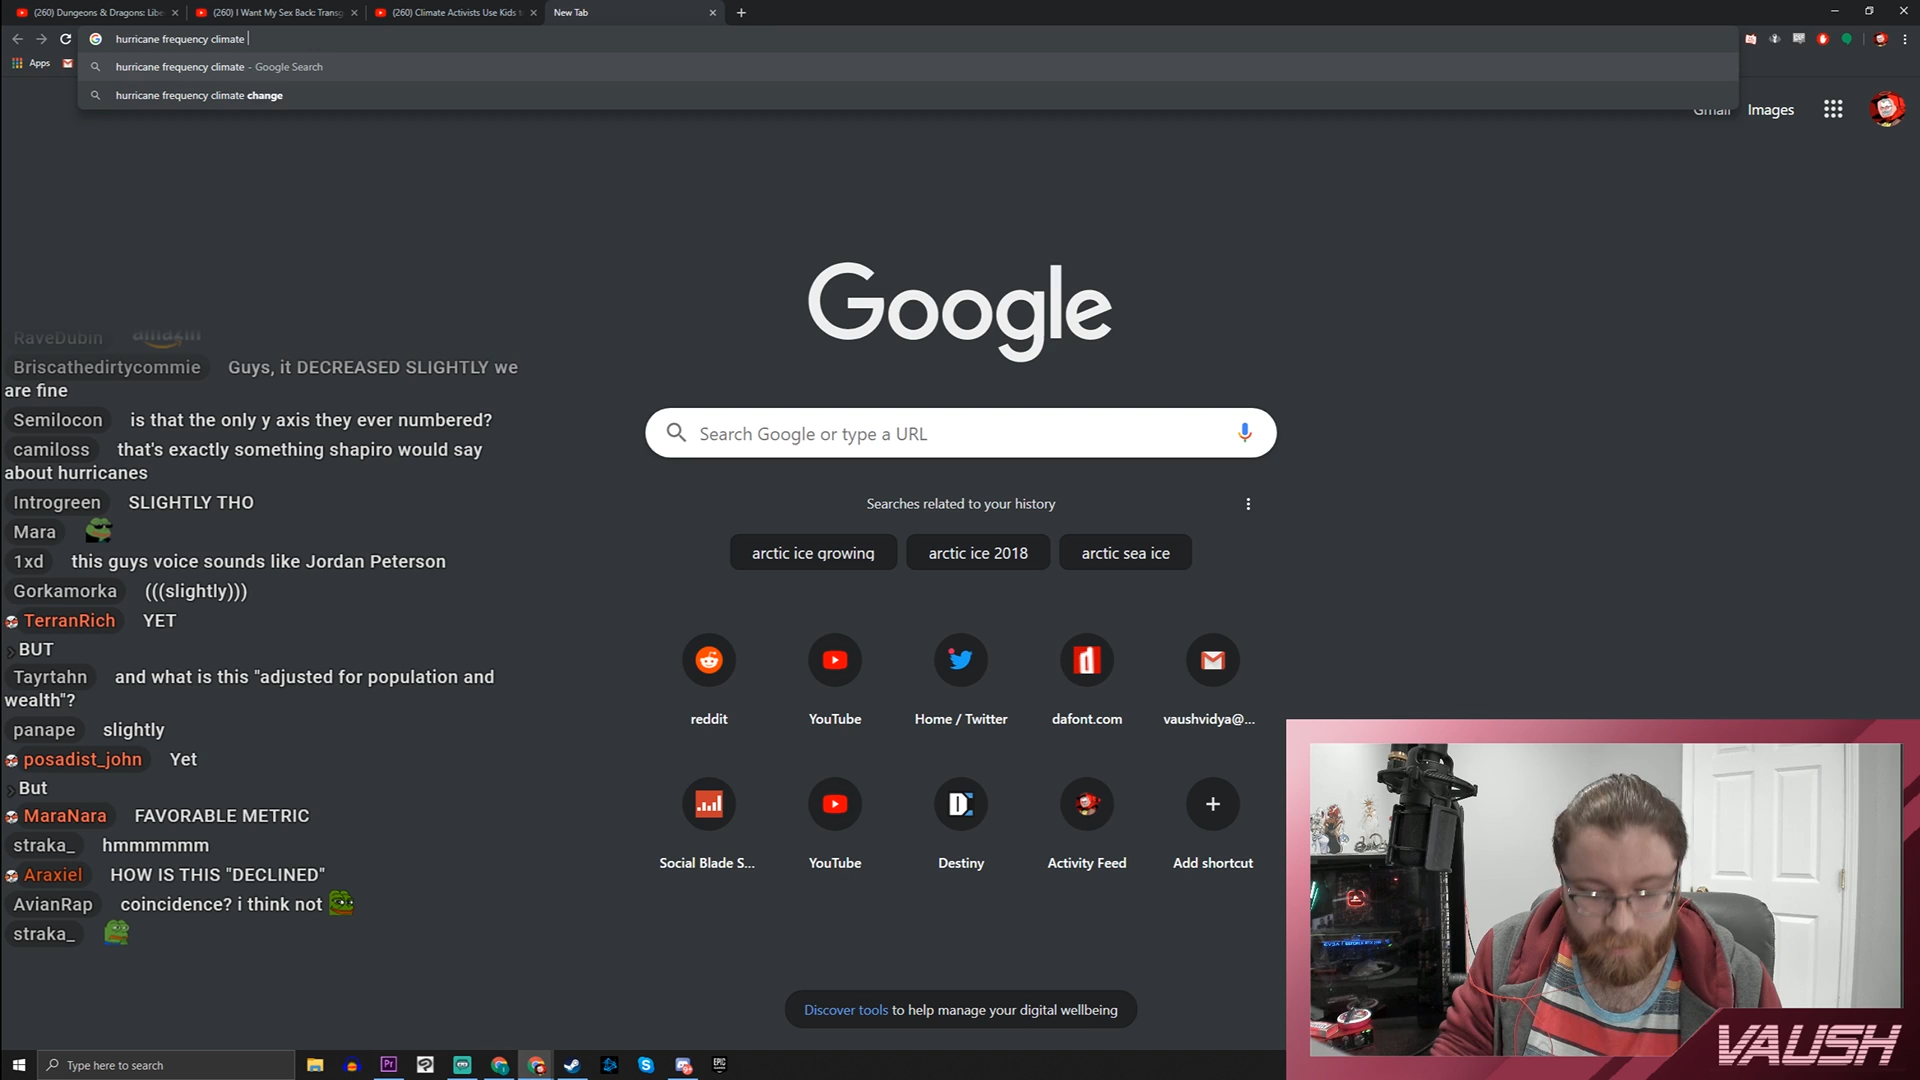 (260) Dungeons & Dragons: Libe
(260) I Want My Sex Back: Transg
(260) Climate Activists Use Kids t
New Tab
hurricane frequency climate
Apps
hurricane frequency climate - Google Search
hurricane frequency climate change
Gmail
Images
Google
Search Google or type a URL
Searches related to your history
arctic ice growing
arctic ice 2018
arctic sea ice
reddit
YouTube
Home / Twitter
dafont.com
vaushvidya@...
Social Blade S...
YouTube
Destiny
Activity Feed
Add shortcut
Discover tools to help manage your digital wellbeing
RaveDubin amazin
Briscathedirtycommie Guys, it DECREASED SLIGHTLY we
are fine
Semilocon is that the only y axis they ever numbered?
camiloss that's exactly something shapiro would say
about hurricanes
Introgreen SLIGHTLY THO
Mara
1xd this guys voice sounds like Jordan Peterson
Gorkamorka (((slightly)))
TerranRich YET
> BUT
Tayrtahn and what is this "adjusted for population and
wealth"?
panape slightly
posadist_john Yet
> But
MaraNara FAVORABLE METRIC
straka_ hmmmmmm
Araxiel HOW IS THIS "DECLINED"
AvianRap coincidence? i think not
straka_
Type here to search
Pr
EPIC
VAUSH